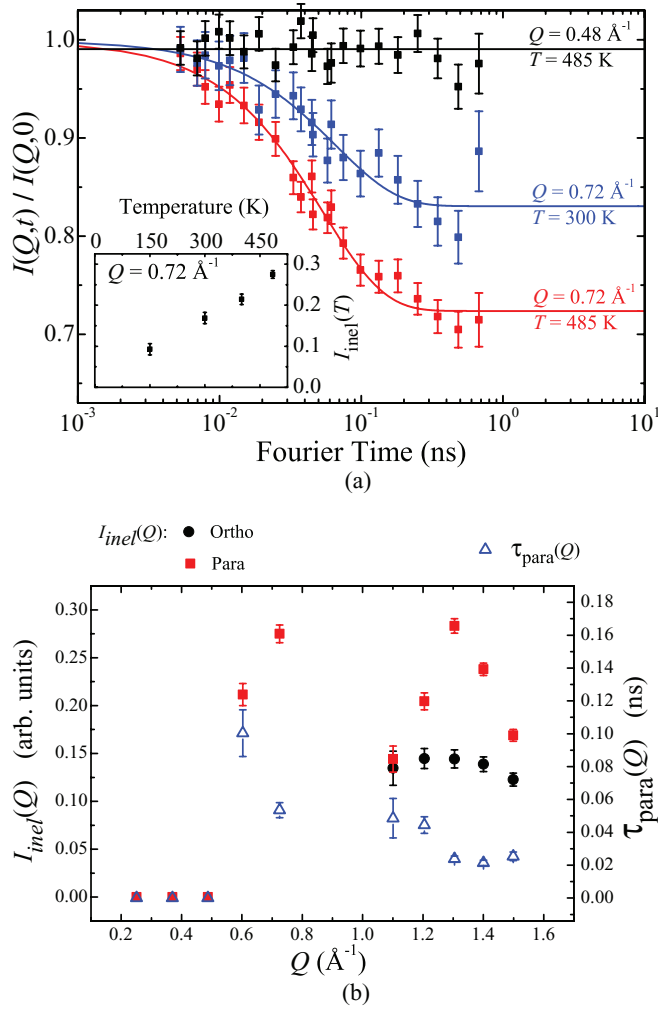 1.0
0.9
0.8
0.7
I(Q,t) / I(Q,0)
Q = 0.48 Å⁻¹
T = 485 K
Q = 0.72 Å⁻¹
T = 300 K
Q = 0.72 Å⁻¹
T = 485 K
Temperature (K)
0 150 300 450
Q = 0.72 Å⁻¹
0.3
0.2
0.1
0.0
I_inel(T)
10⁻³ 10⁻² 10⁻¹ 10⁰ 10¹
Fourier Time (ns)
(a)
I_inel(Q): Ortho
Para
τ_para(Q)
0.30
0.25
0.20
0.15
0.10
0.05
0.00
I_inel(Q) (arb. units)
0.18
0.16
0.14
0.12
0.10
0.08
0.06
0.04
0.02
0.00
τ_para(Q) (ns)
0.2 0.4 0.6 0.8 1.0 1.2 1.4 1.6
Q (Å⁻¹)
(b)